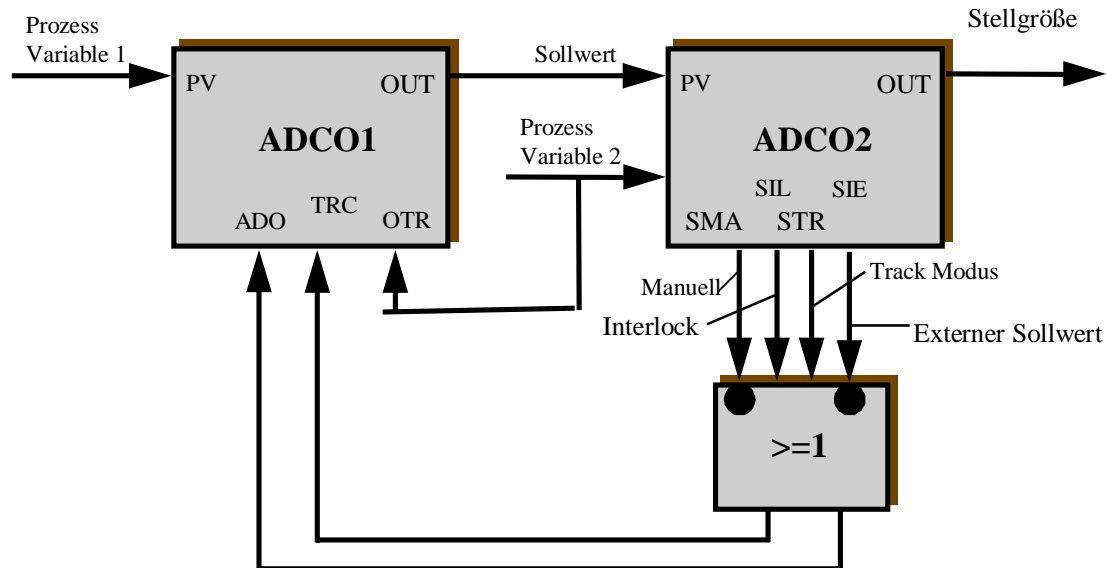 Prozess
Variable 1
Stellgröße
PV
OUT
Sollwert
PV
OUT
ADCO1
Prozess
Variable 2
ADCO2
ADO
TRC
OTR
SIL
SIE
SMA
STR
Manuell
Track Modus
Interlock
Externer Sollwert
>=1